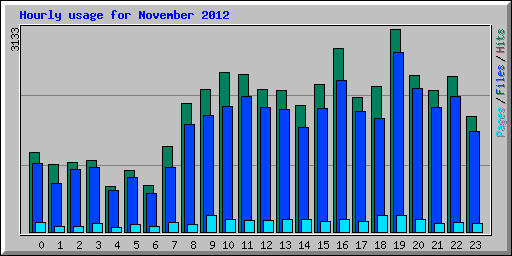 Hourly usage for November 2012
3133
Pages/Files/Hits
0 1 2 3 4 5 6 7 8 9 10 11 12 13 14 15 16 17 18 19 20 21 22 23